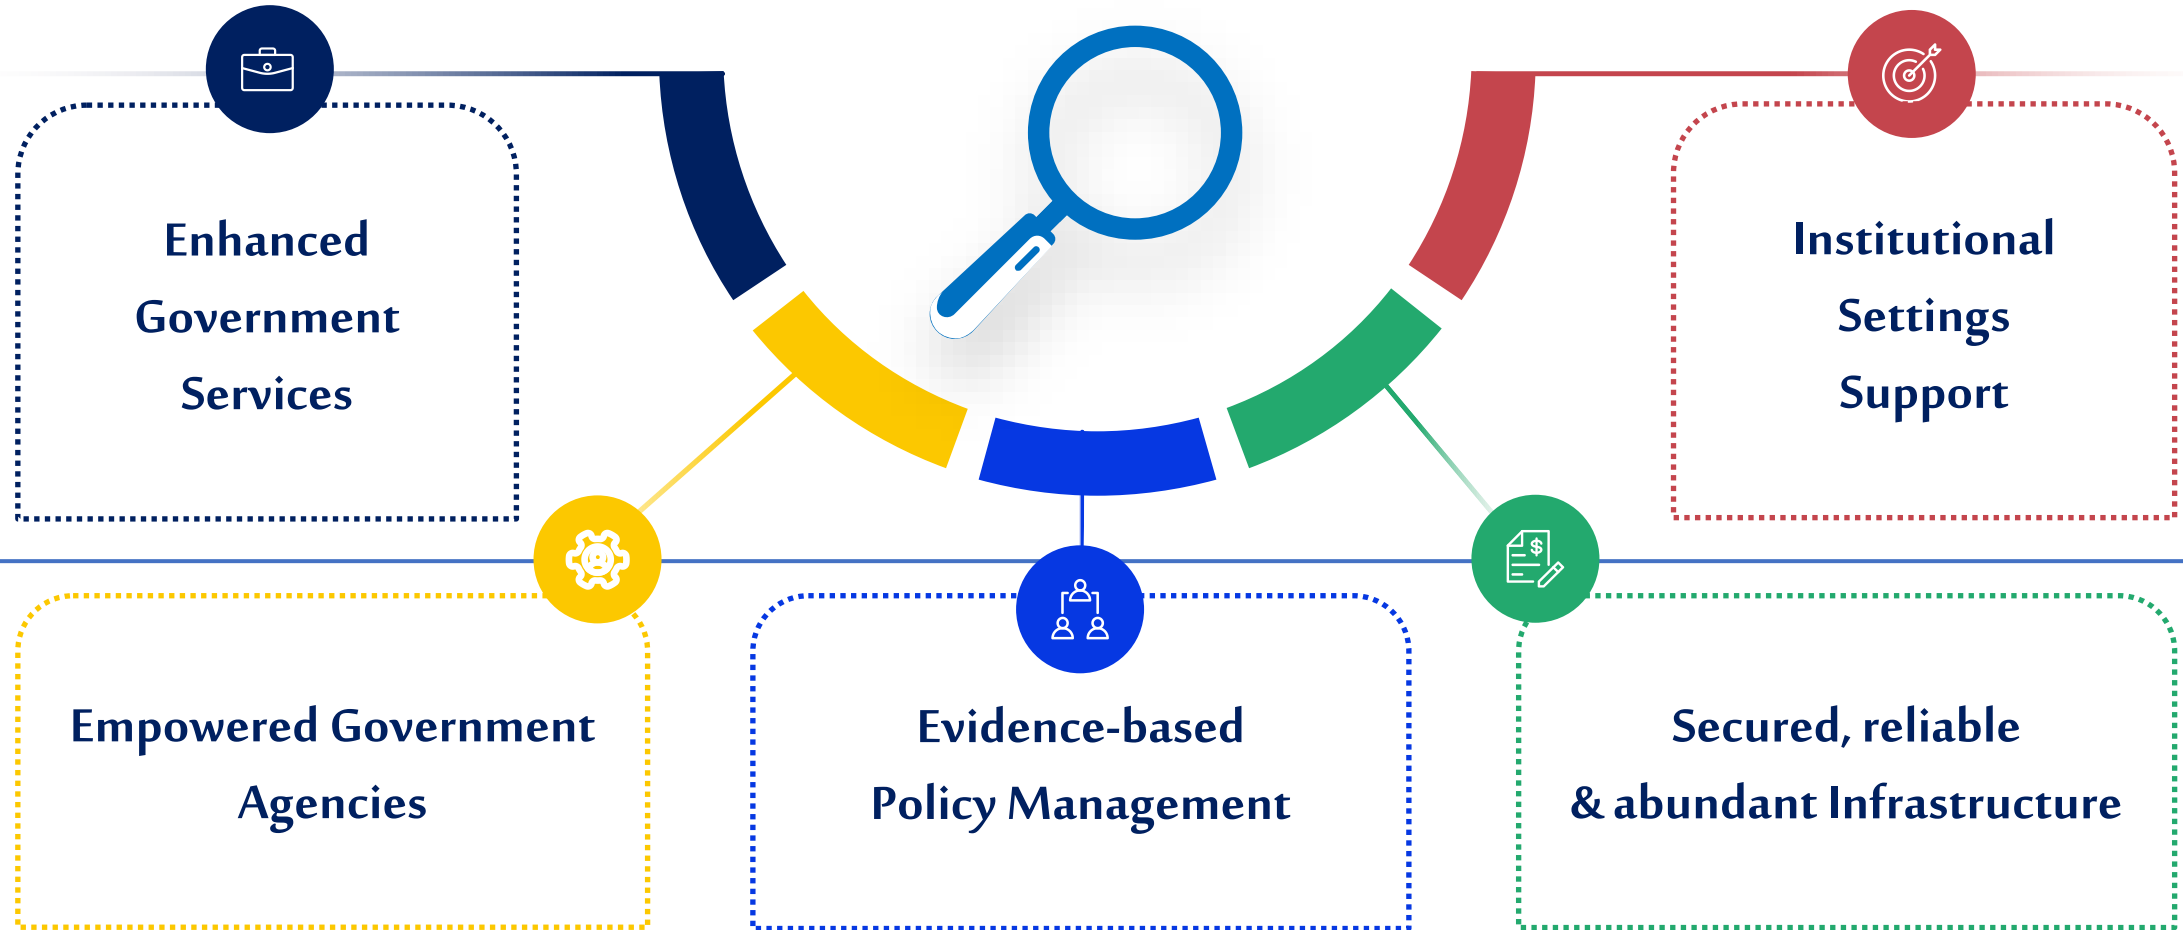 Enhanced
Government
Services
Institutional
Settings
Support
$
Empowered Government
Agencies
Evidence-based
Policy Management
Secured, reliable
& abundant Infrastructure